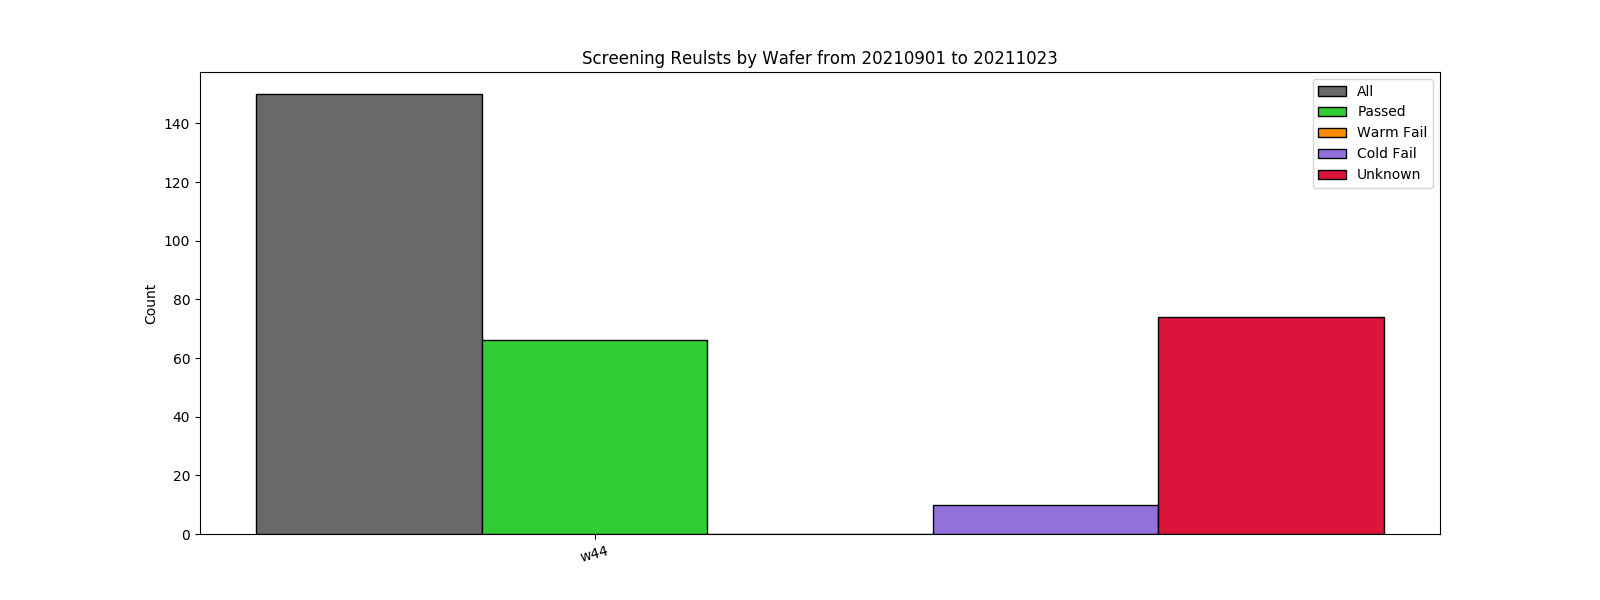 Screening Reulsts by Wafer from 20210901 to 20211023
All
Passed
Warm Fail
Cold Fail
Unknown
Count
140
120
100
80
60
40
20
0
w44